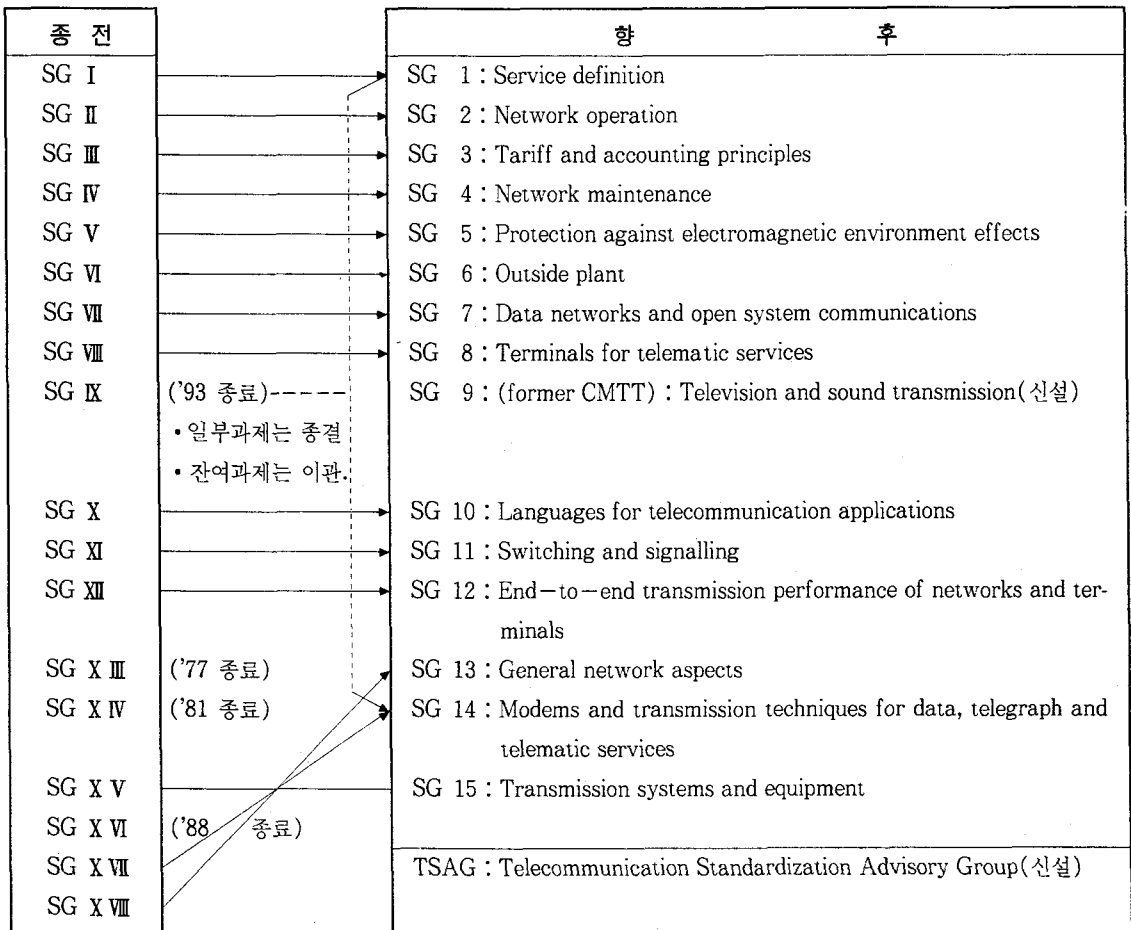 종 전 향 후
SG Ⅰ SG 1 : Service definition
SG Ⅱ SG 2 : Network operation
SG Ⅲ SG 3 : Tariff and accounting principles
SG Ⅳ SG 4 : Network maintenance
SG Ⅴ SG 5 : Protection against electromagnetic environment effects
SG Ⅵ SG 6 : Outside plant
SG Ⅶ SG 7 : Data networks and open system communications
SG Ⅷ SG 8 : Terminals for telematic services
SG Ⅸ ('93 종료) SG 9 : (former CMTT) : Television and sound transmission(신설)
• 일부과제는 종결
• 잔여과제는 이관.
SG Ⅹ SG 10 : Languages for telecommunication applications
SG ⅩⅠ SG 11 : Switching and signalling
SG ⅩⅡ SG 12 : End-to-end transmission performance of networks and ter-
minals
SG ⅩⅢ ('77 종료) SG 13 : General network aspects
SG ⅩⅣ ('81 종료) SG 14 : Modems and transmission techniques for data, telegraph and
telematic services
SG ⅩⅤ SG 15 : Transmission systems and equipment
SG ⅩⅥ ('88 종료)
SG ⅩⅦ TSAG : Telecommunication Standardization Advisory Group(신설)
SG ⅩⅧ